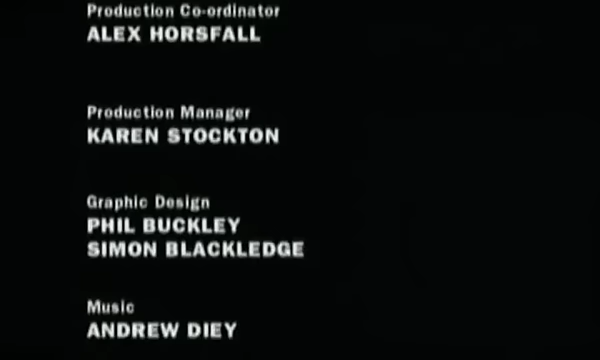 Production Co-ordinator
ALEX HORSFALL
Production Manager
KAREN STOCKTON
Graphic Design
PHIL BUCKLEY
SIMON BLACKLEDGE
Music
ANDREW DIEY